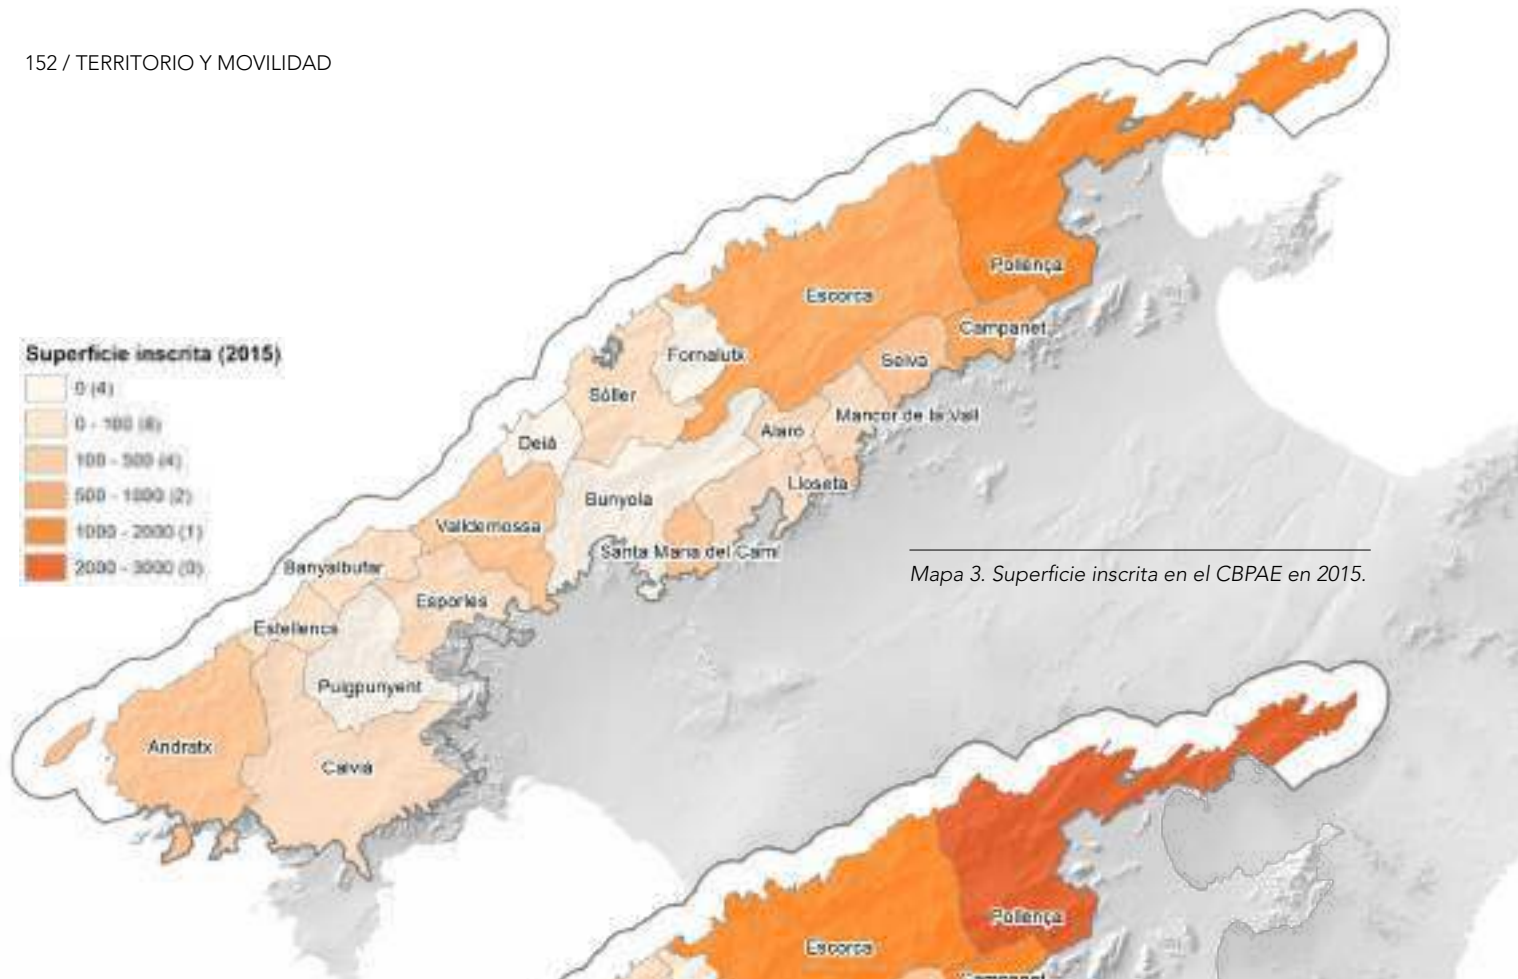 152 / TERRITORIO Y MOVILIDAD
Pollença
Escorca
Campanet
Superficie inscrita (2015)
Fornalutx
Selva
0 (4)
Sóller
0 - 100 (8)
Mancor de la Vall
Alaró
Deià
100 - 500 (4)
Lloseta
500 - 1000 (2)
Bunyola
Valldemossa
1000 - 2000 (1)
Santa Maria del Camí
2000 - 3000 (0)
Banyalbufar
Mapa 3. Superficie inscrita en el CBPAE en 2015.
Esporles
Estellencs
Puigpunyent
Andratx
Calvià
Pollença
Escorca
Campanet